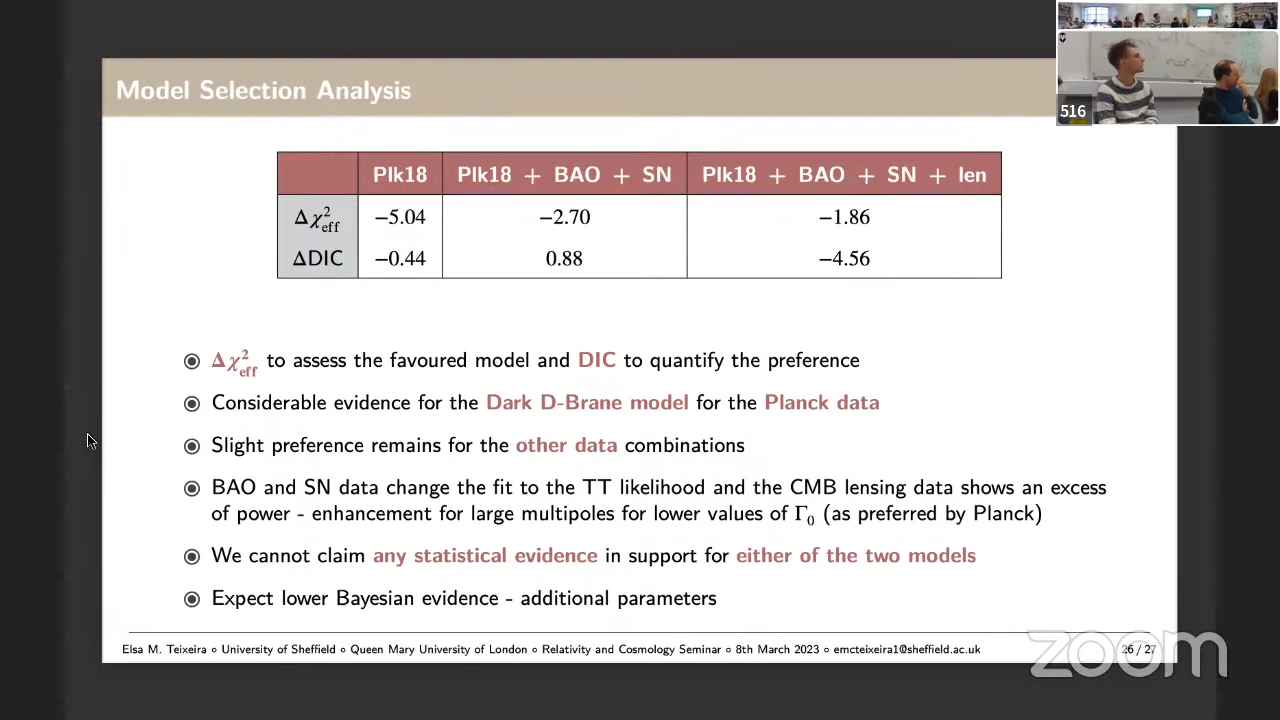 Model Selection Analysis
516
Plk18 Plk18 + BAO + SN Plk18 + BAO + SN + len
Δχ²eff −5.04 −2.70 −1.86
ΔDIC −0.44 0.88 −4.56
◉ Δχ²eff to assess the favoured model and DIC to quantify the preference
◉ Considerable evidence for the Dark D-Brane model for the Planck data
◉ Slight preference remains for the other data combinations
◉ BAO and SN data change the fit to the TT likelihood and the CMB lensing data shows an excess
of power - enhancement for large multipoles for lower values of Γ₀ (as preferred by Planck)
◉ We cannot claim any statistical evidence in support for either of the two models
◉ Expect lower Bayesian evidence - additional parameters
Elsa M. Teixeira ∘ University of Sheffield ∘ Queen Mary University of London ∘ Relativity and Cosmology Seminar ∘ 8th March 2023 ∘ emcteixeira1@sheffield.ac.uk 26 / 27
zoom